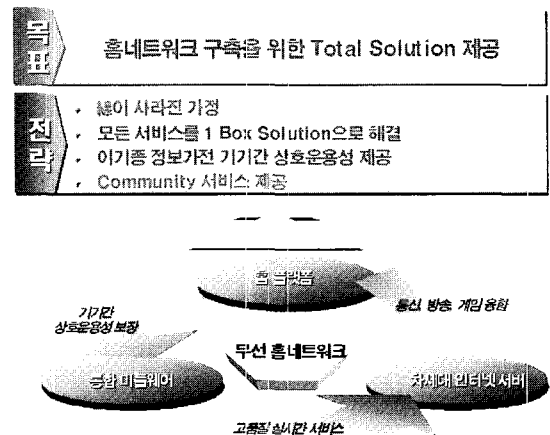 목표
홈네트워크 구축을 위한 Total Solution 제공
전략
線이 사라진 가정
모든 서비스를 1 Box Solution으로 해결
이기종 정보가전 기기간 상호운용성 제공
Community 서비스 제공
홈 플랫폼
통신, 방송, 게임 융합
기기간
상호운용성 보장
무선 홈네트워크
통합 미들웨어
차세대 인터넷 서버
고품질 실시간 서비스